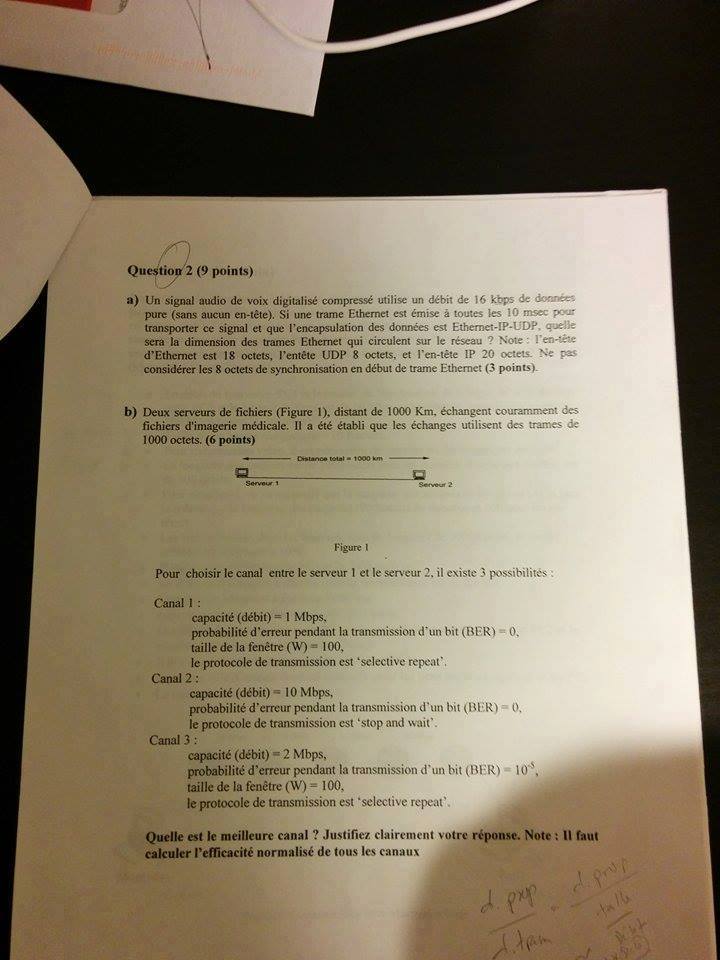 Question 2 (9 points)
a) Un signal audio de voix digitalisé compressé utilise un débit de 16 kbps de données
pure (sans aucun en-tête). Si une trame Ethernet est émise à toutes les 10 msec pour
transporter ce signal et que l'encapsulation des données est Ethernet-IP-UDP, quelle
sera la dimension des trames Ethernet qui circulent sur le réseau ? Note : l'en-tête
d'Ethernet est 18 octets, l'entête UDP 8 octets, et l'en-tête IP 20 octets. Ne pas
considérer les 8 octets de synchronisation en début de trame Ethernet (3 points).
b) Deux serveurs de fichiers (Figure 1), distant de 1000 Km, échangent couramment des
fichiers d'imagerie médicale. Il a été établi que les échanges utilisent des trames de
1000 octets. (6 points)
Distance total = 1000 km
Serveur 1
Serveur 2
Figure 1
Pour choisir le canal entre le serveur 1 et le serveur 2, il existe 3 possibilités :
Canal 1 :
capacité (débit) = 1 Mbps,
probabilité d'erreur pendant la transmission d'un bit (BER) = 0,
taille de la fenêtre (W) = 100,
le protocole de transmission est 'selective repeat'.
Canal 2 :
capacité (débit) = 10 Mbps,
probabilité d'erreur pendant la transmission d'un bit (BER) = 0,
le protocole de transmission est 'stop and wait'.
Canal 3 :
capacité (débit) = 2 Mbps,
probabilité d'erreur pendant la transmission d'un bit (BER) = 10⁻⁵,
taille de la fenêtre (W) = 100,
le protocole de transmission est 'selective repeat'.
Quelle est le meilleure canal ? Justifiez clairement votre réponse. Note : Il faut
calculer l'efficacité normalisé de tous les canaux
d. prop
d. prop